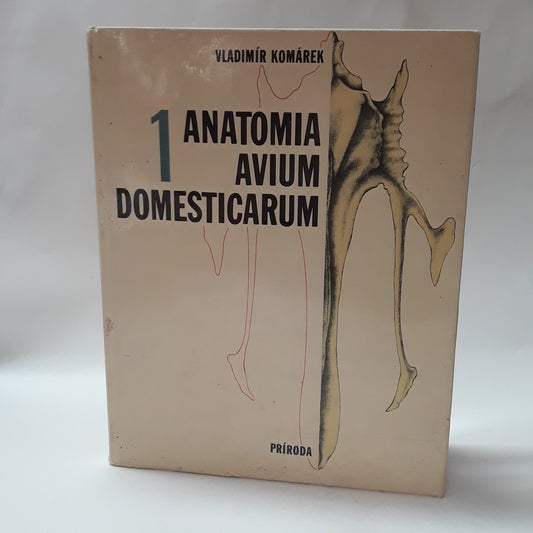 VLADIMÍR KOMÁREK
1 ANATOMIA
AVIUM
DOMESTICARUM
PRÍRODA